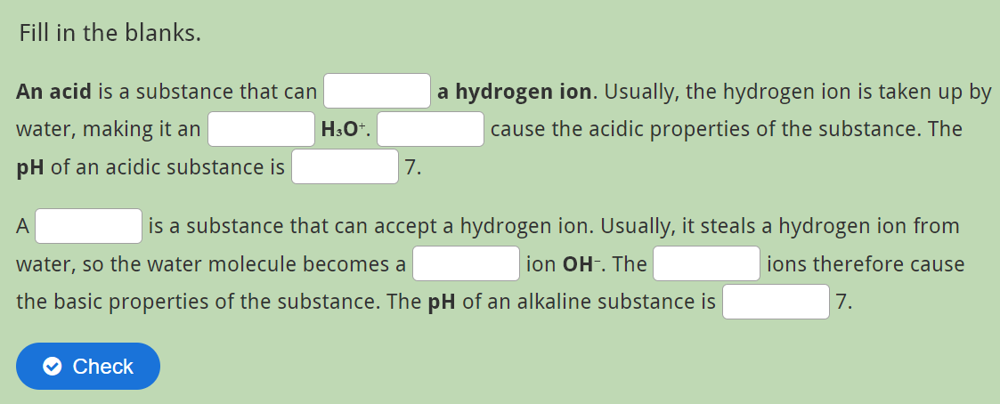 Fill in the blanks.
An acid is a substance that can a hydrogen ion. Usually, the hydrogen ion is taken up by
water, making it an H₃O⁺. cause the acidic properties of the substance. The
pH of an acidic substance is 7.
A is a substance that can accept a hydrogen ion. Usually, it steals a hydrogen ion from
water, so the water molecule becomes a ion OH⁻. The ions therefore cause
the basic properties of the substance. The pH of an alkaline substance is 7.
Check